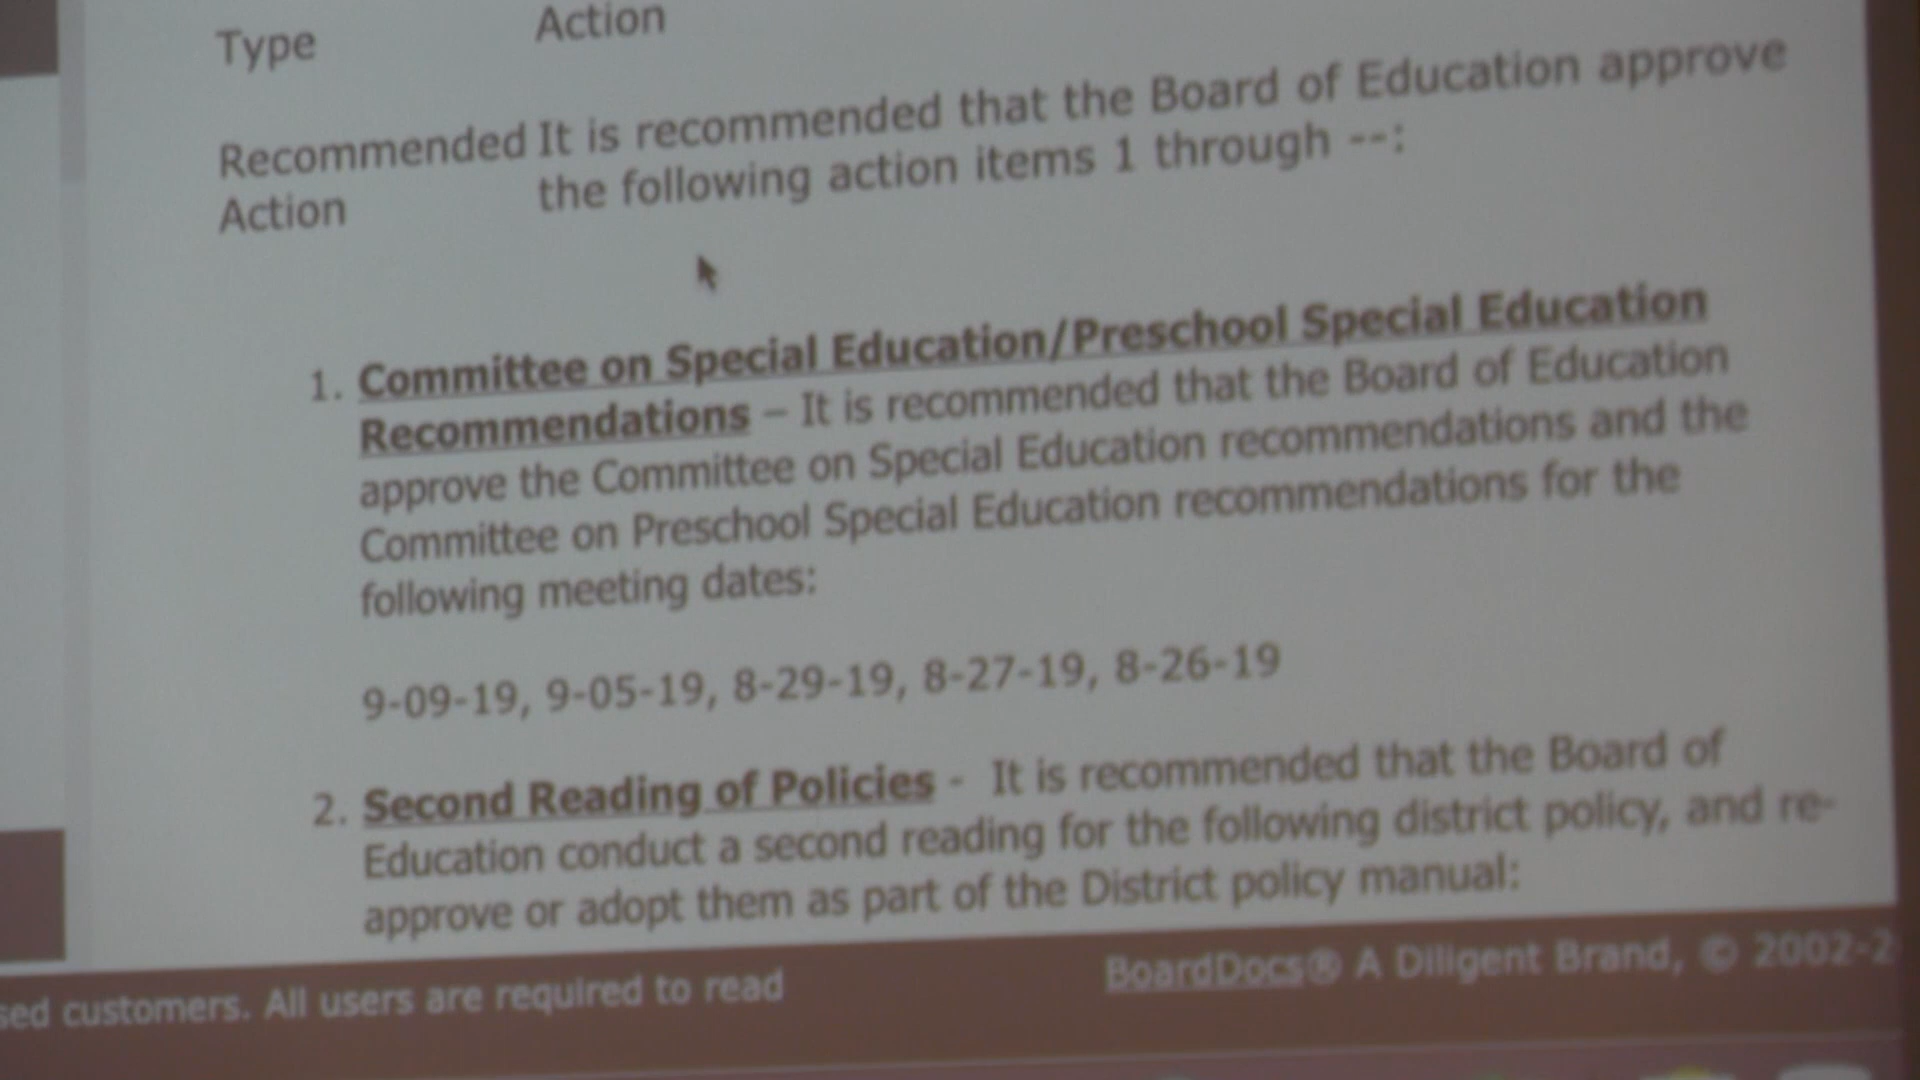 Type Action
Recommended It is recommended that the Board of Education approve
Action the following action items 1 through --:
1. Committee on Special Education/Preschool Special Education
Recommendations – It is recommended that the Board of Education
approve the Committee on Special Education recommendations and the
Committee on Preschool Special Education recommendations for the
following meeting dates:
9-09-19, 9-05-19, 8-29-19, 8-27-19, 8-26-19
2. Second Reading of Policies - It is recommended that the Board of
Education conduct a second reading for the following district policy, and re-
approve or adopt them as part of the District policy manual:
sed customers. All users are required to read BoardDocs® A Diligent Brand, © 2002-2